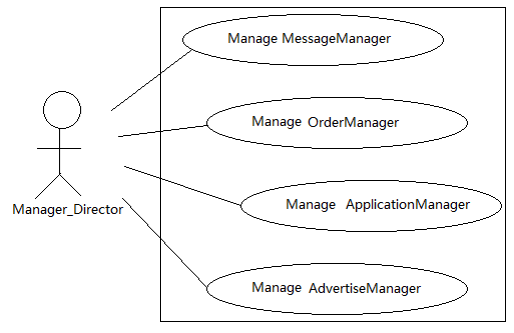 Manage MessageManager
Manage OrderManager
Manage ApplicationManager
Manager_Director
Manage AdvertiseManager